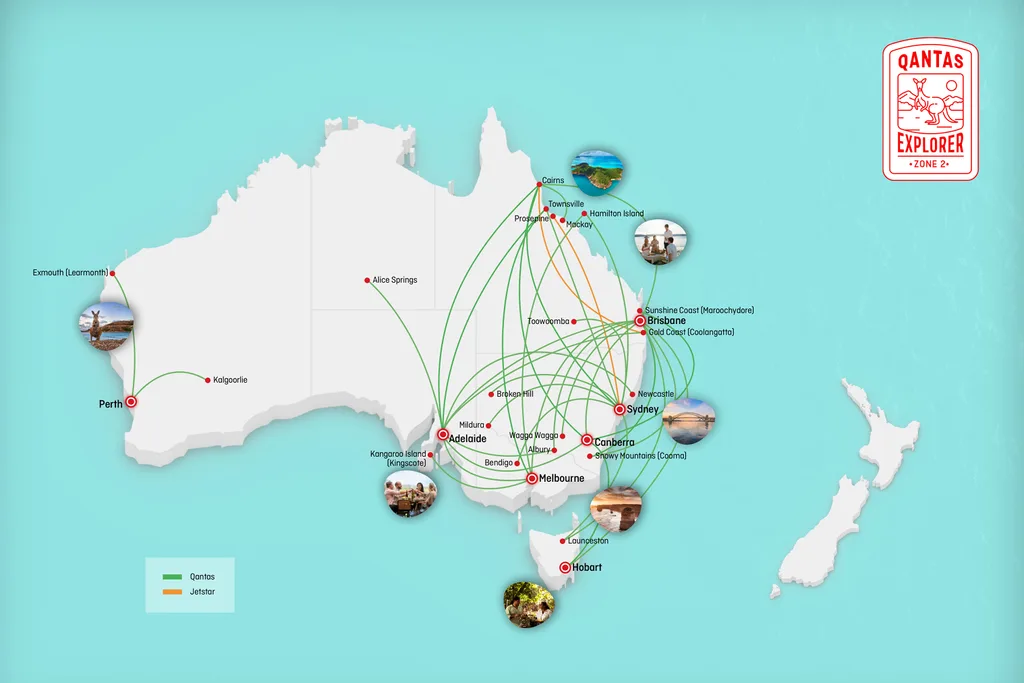 QANTAS
EXPLORER
• ZONE 2 •
Cairns
Townsville
Prosepine
Hamilton Island
Mackay
Exmouth (Learmonth)
Alice Springs
Sunshine Coast (Maroochydore)
Toowoomba
Brisbane
Gold Coast (Coolangatta)
Kalgoorlie
Broken Hill
Newcastle
Perth
Sydney
Mildura
Wagga Wagga
Adelaide
Canberra
Albury
Kangaroo Island
(Kingscote)
Snowy Mountains (Cooma)
Bendigo
Melbourne
Launceston
Hobart
Qantas
Jetstar